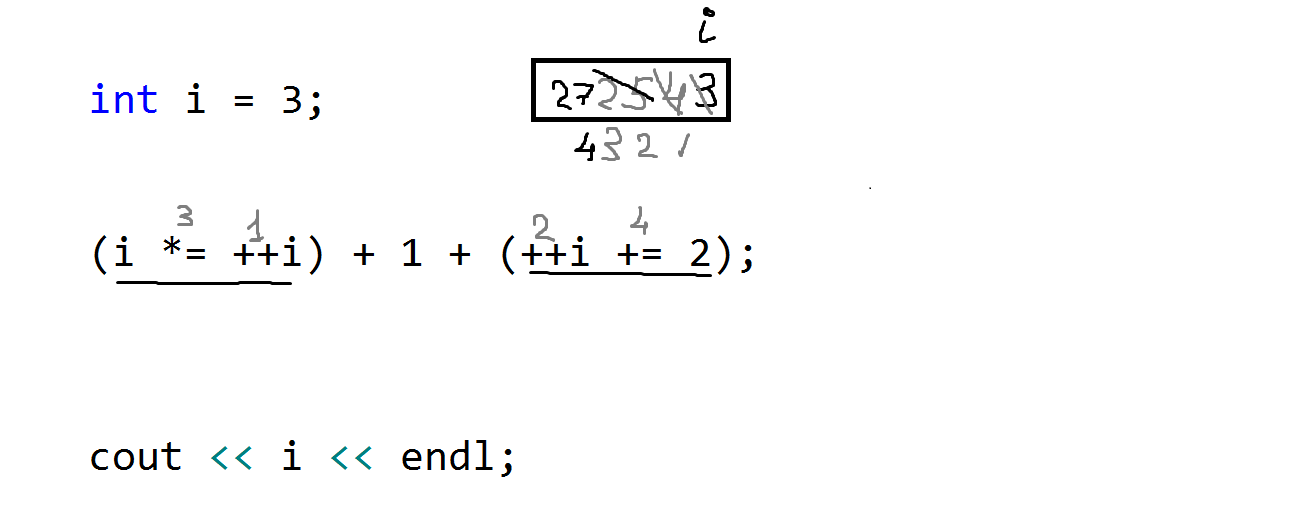 i
int i = 3;
27 25 4 3
4 3 2 1
3 1 2 4
(i *= ++i) + 1 + (++i += 2);
cout << i << endl;